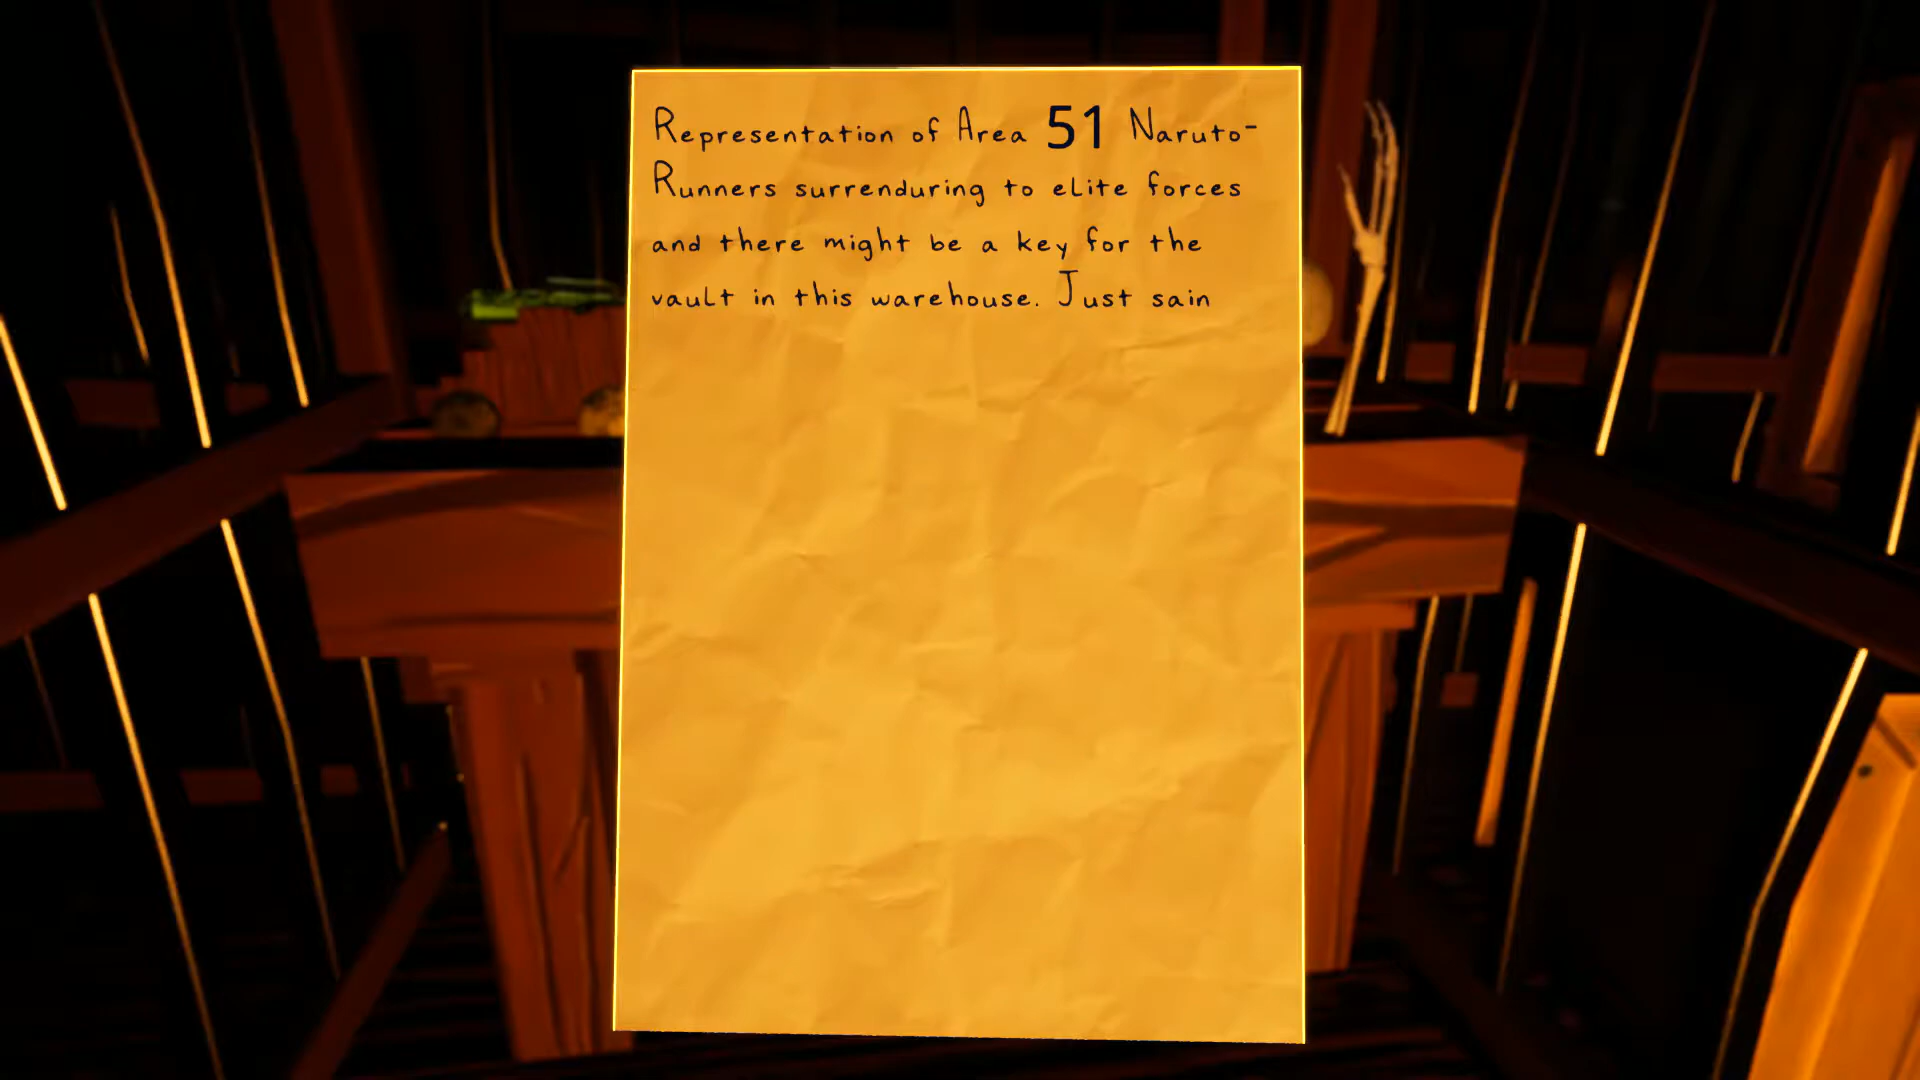 Representation of Area 51 Naruto-
Runners surrenduring to elite forces
and there might be a key for the
vault in this warehouse. Just sain